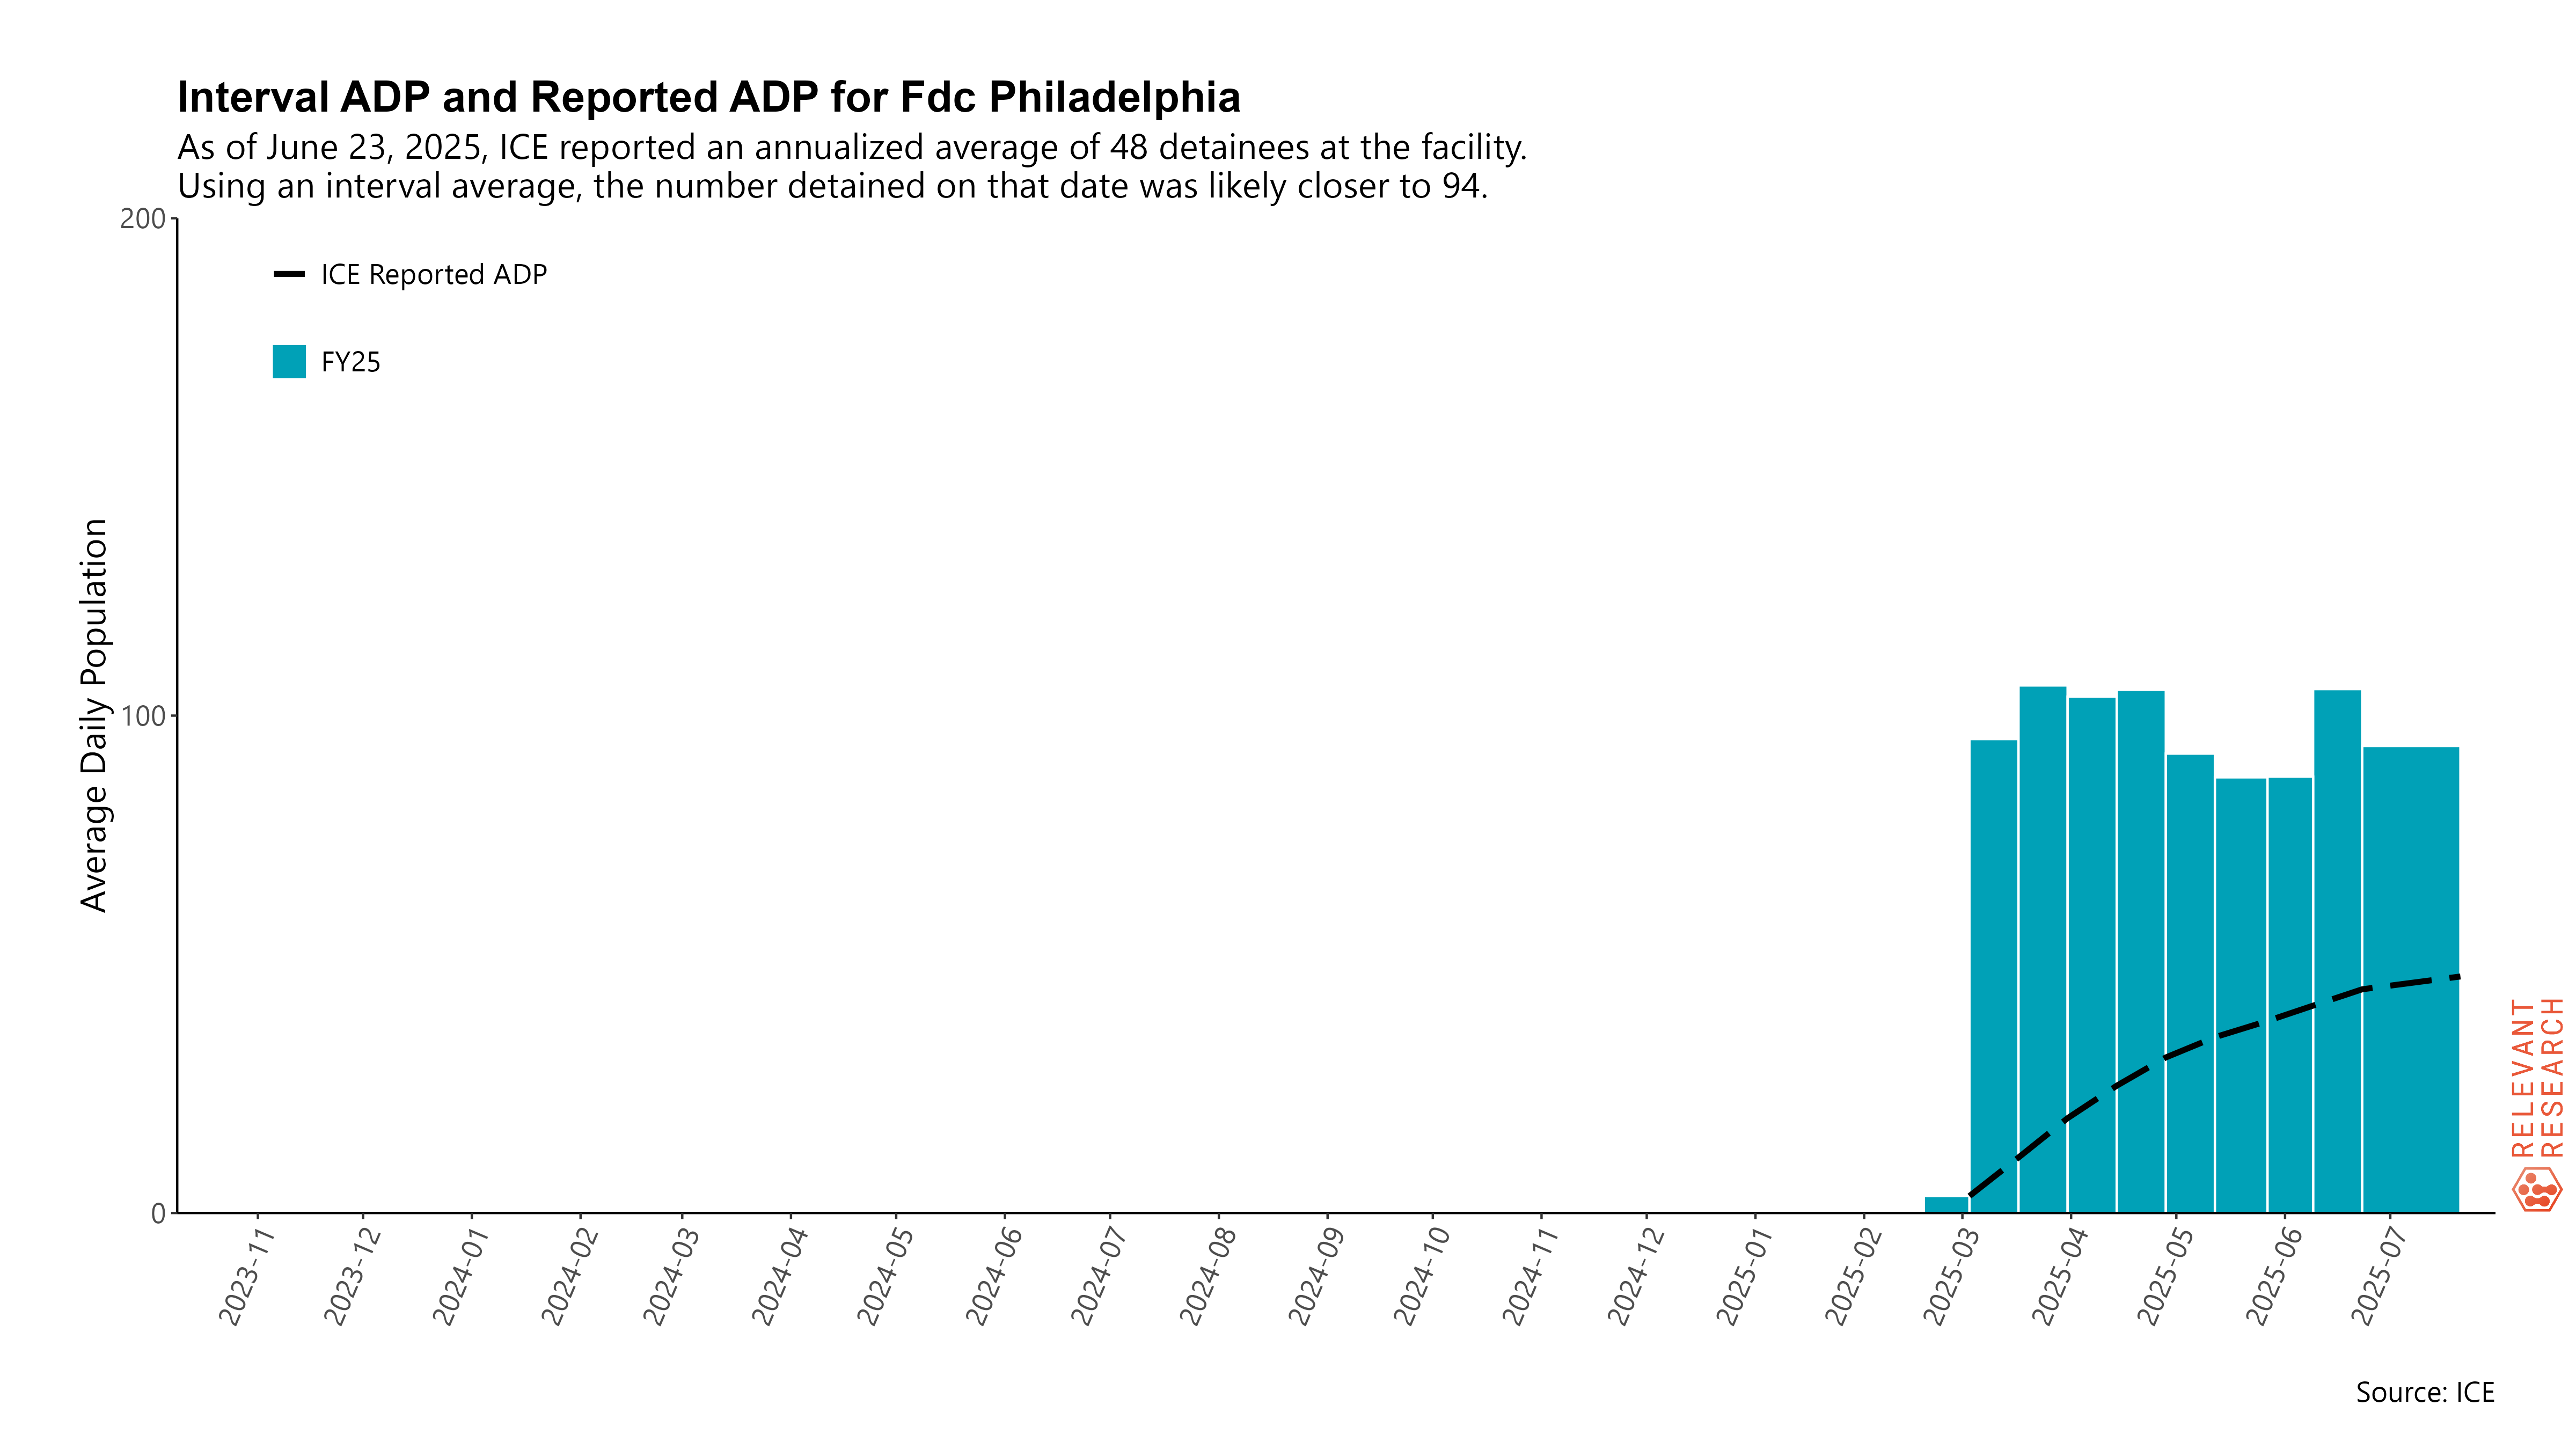 Interval ADP and Reported ADP for Fdc Philadelphia
As of June 23, 2025, ICE reported an annualized average of 48 detainees at the facility.
Using an interval average, the number detained on that date was likely closer to 94.
200
ICE Reported ADP
FY25
Average Daily Population
100
0
2023-11
2023-12
2024-01
2024-02
2024-03
2024-04
2024-05
2024-06
2024-07
2024-08
2024-09
2024-10
2024-11
2024-12
2025-01
2025-02
2025-03
2025-04
2025-05
2025-06
2025-07
RELEVANT
RESEARCH
Source: ICE